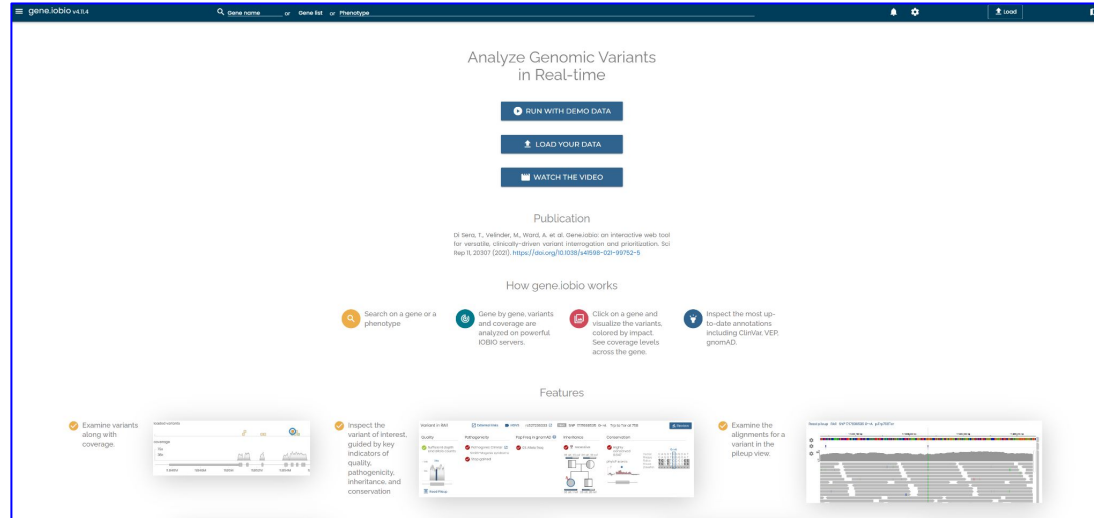 gene.iobio v4.11.4
Gene name or Gene list or Phenotype
Load
Analyze Genomic Variants
in Real-time
RUN WITH DEMO DATA
LOAD YOUR DATA
WATCH THE VIDEO
Publication
Di Sera, T., Velinder, M., Ward, A. et al. Gene.iobio: an interactive web tool
for versatile, clinically-driven variant interrogation and prioritization. Sci
Rep 11, 20307 (2021). https://doi.org/10.1038/s41598-021-99752-5
How gene.iobio works
Search on a gene or a
phenotype
Gene by gene, variants
and coverage are
analyzed on powerful
IOBIO servers.
Click on a gene and
visualize the variants,
colored by impact.
See coverage levels
across the gene.
Inspect the most up-
to-date annotations
including ClinVar, VEP,
gnomAD.
Features
Examine variants
along with
coverage.
Inspect the
variant of interest,
guided by key
indicators of
quality,
pathogenicity,
inheritance, and
conservation
Quality
Pathogenicity
Inheritance
Conservation
Read Pileup
Examine the
alignments for a
variant in the
pileup view.